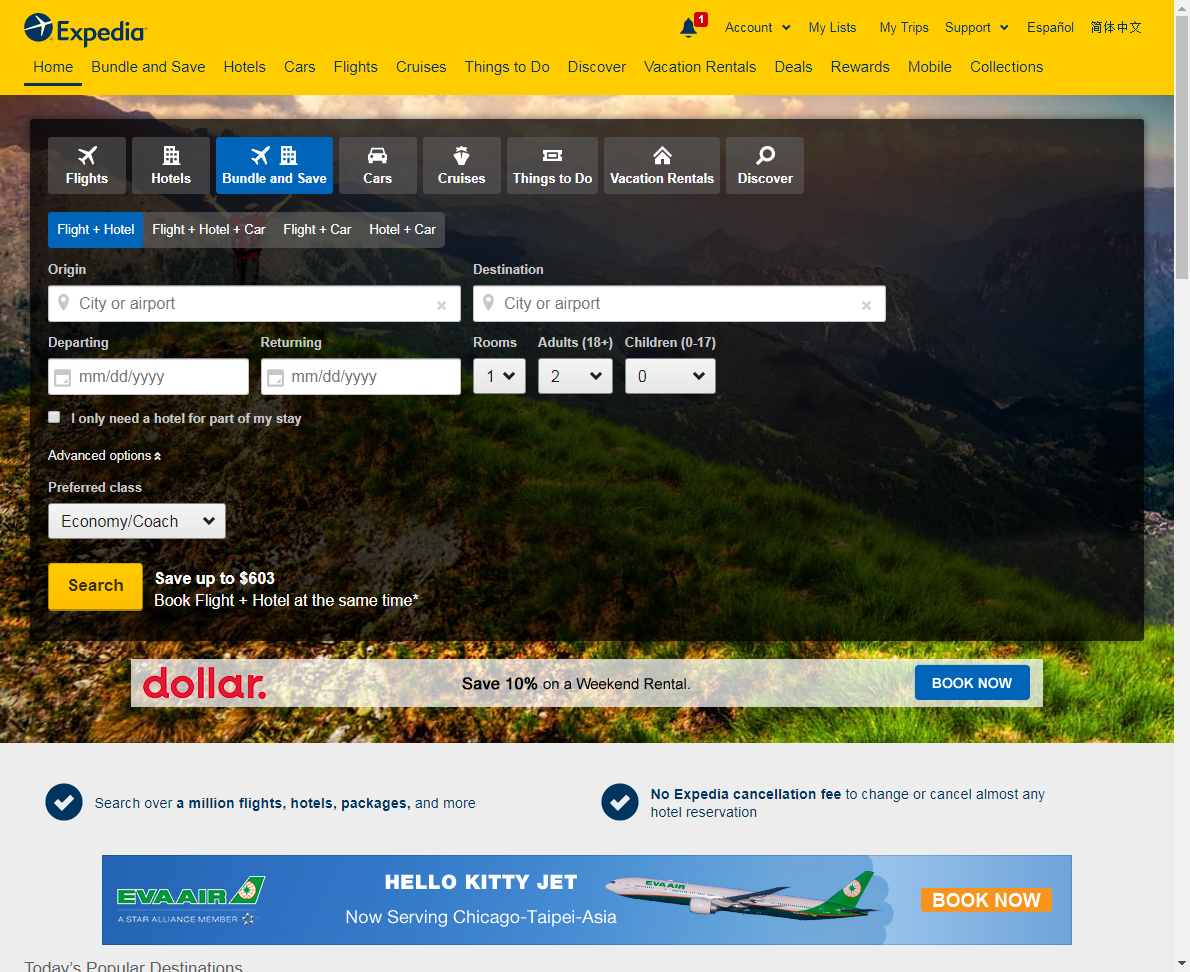 Expedia
1
Account
My Lists
My Trips
Support
Español
简体中文
Home
Bundle and Save
Hotels
Cars
Flights
Cruises
Things to Do
Discover
Vacation Rentals
Deals
Rewards
Mobile
Collections
Flights
Hotels
Bundle and Save
Cars
Cruises
Things to Do
Vacation Rentals
Discover
Flight + Hotel
Flight + Hotel + Car
Flight + Car
Hotel + Car
Origin
Destination
City or airport
City or airport
Departing
Returning
Rooms
Adults (18+)
Children (0-17)
mm/dd/yyyy
mm/dd/yyyy
1
2
0
I only need a hotel for part of my stay
Advanced options
Preferred class
Economy/Coach
Search
Save up to $603
Book Flight + Hotel at the same time*
dollar.
Save 10% on a Weekend Rental.
BOOK NOW
Search over a million flights, hotels, packages, and more
No Expedia cancellation fee to change or cancel almost any
hotel reservation
EVA AIR
A STAR ALLIANCE MEMBER
HELLO KITTY JET
Now Serving Chicago-Taipei-Asia
EVA AIR
BOOK NOW
Today's Popular Destinations